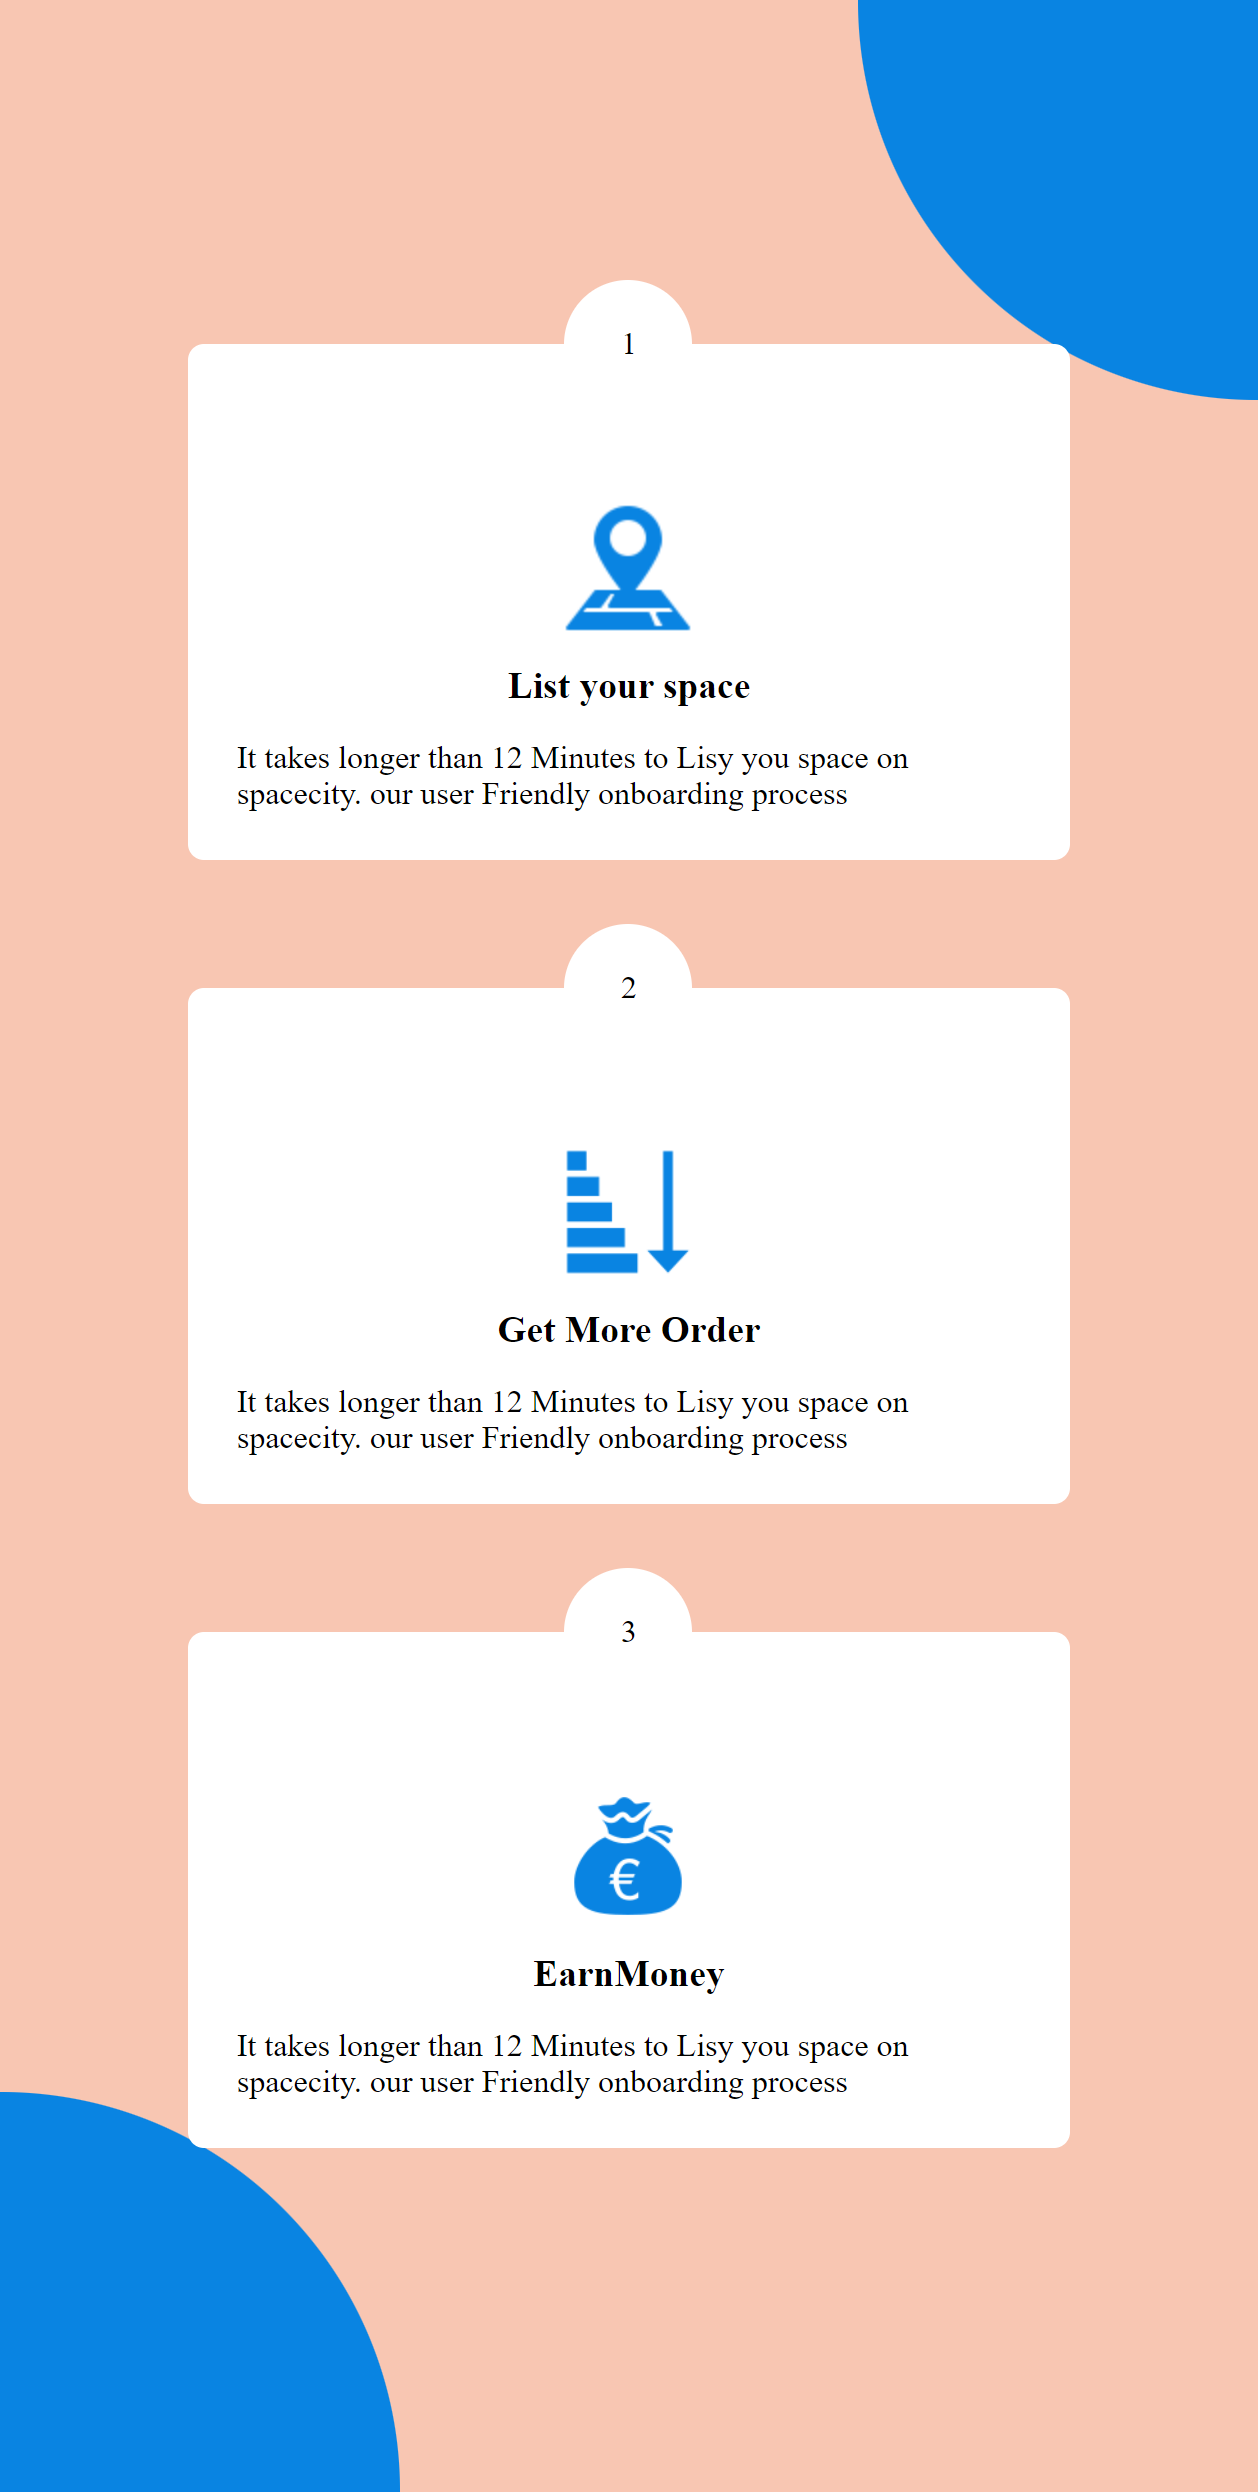 1
List your space
It takes longer than 12 Minutes to Lisy you space on
spacecity. our user Friendly onboarding process
2
Get More Order
It takes longer than 12 Minutes to Lisy you space on
spacecity. our user Friendly onboarding process
3
€
EarnMoney
It takes longer than 12 Minutes to Lisy you space on
spacecity. our user Friendly onboarding process